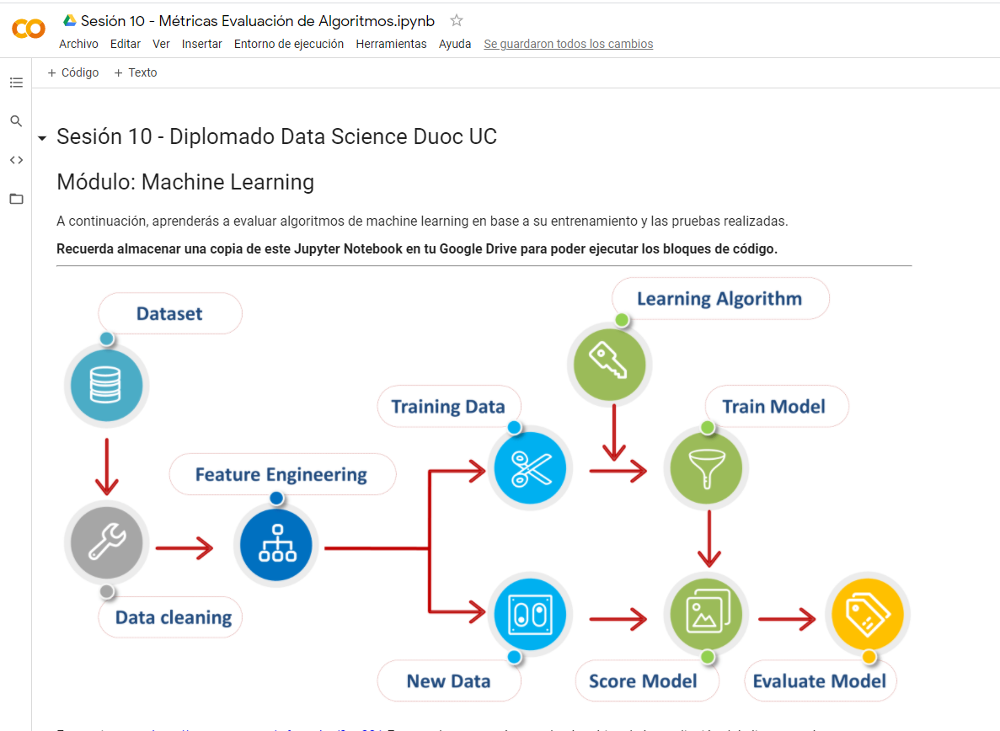 Sesión 10 - Métricas Evaluación de Algoritmos.ipynb
Archivo Editar Ver Insertar Entorno de ejecución Herramientas Ayuda Se guardaron todos los cambios
+ Código + Texto
Sesión 10 - Diplomado Data Science Duoc UC
Módulo: Machine Learning
A continuación, aprenderás a evaluar algoritmos de machine learning en base a su entrenamiento y las pruebas realizadas.
Recuerda almacenar una copia de este Jupyter Notebook en tu Google Drive para poder ejecutar los bloques de código.
Learning Algorithm
Dataset
Training Data
Train Model
Feature Engineering
Data cleaning
New Data
Score Model
Evaluate Model